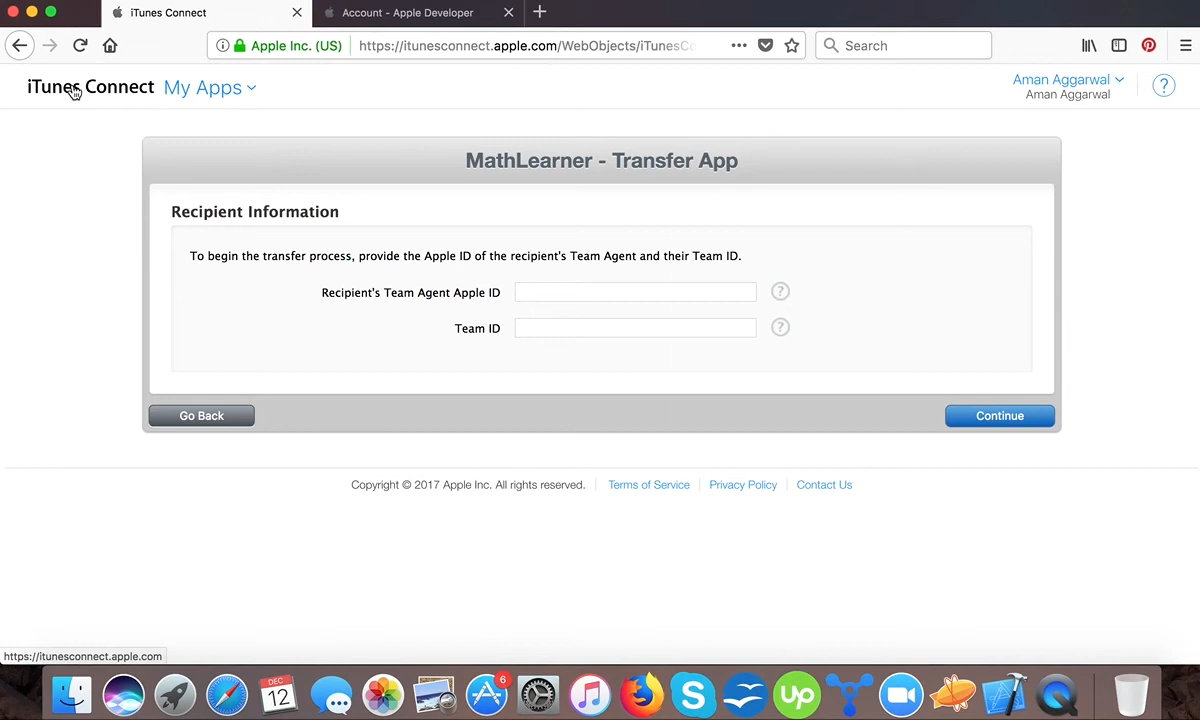 iTunes Connect
Account - Apple Developer
Apple Inc. (US)
https://itunesconnect.apple.com/WebObjects/iTunesCo
Search
iTunes Connect
My Apps
Aman Aggarwal
Aman Aggarwal
?
MathLearner - Transfer App
Recipient Information
To begin the transfer process, provide the Apple ID of the recipient's Team Agent and their Team ID.
Recipient's Team Agent Apple ID
?
Team ID
?
Go Back
Continue
Copyright © 2017 Apple Inc. All rights reserved.
Terms of Service
Privacy Policy
Contact Us
https://itunesconnect.apple.com
DEC
12
6
up